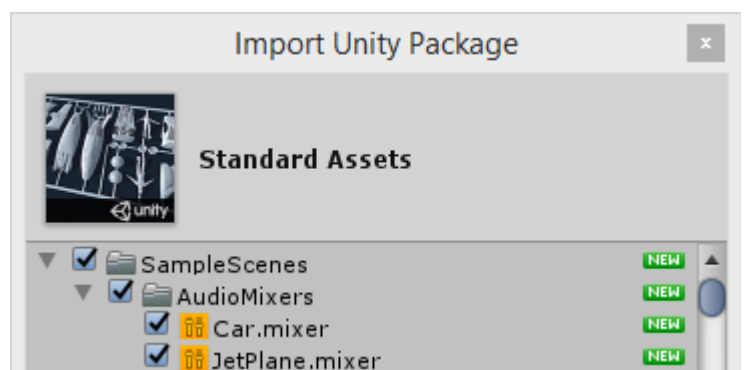 Import Unity Package
x
Standard Assets
unity
SampleScenes NEW
AudioMixers NEW
Car.mixer NEW
JetPlane.mixer NEW